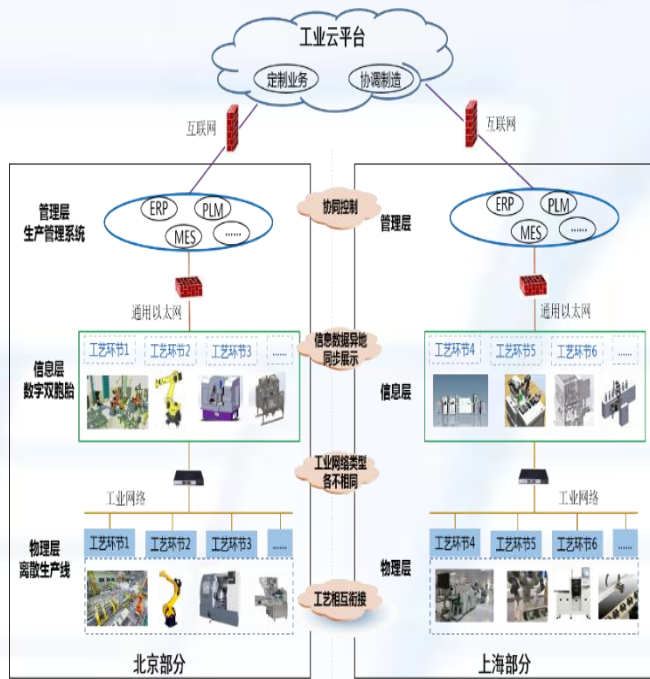 工业云平台
定制业务
协调制造
互联网
互联网
管理层
生产管理系统
ERP
PLM
MES
……
协同控制
管理层
ERP
PLM
MES
……
通用以太网
通用以太网
信息层
数字双胞胎
工艺环节1
工艺环节2
工艺环节3
……
信息数据异地
同步展示
信息层
工艺环节4
工艺环节5
工艺环节6
……
工业网络
工业网络类型
各不相同
工业网络
物理层
离散生产线
工艺环节1
工艺环节2
工艺环节3
……
工艺相互衔接
物理层
工艺环节4
工艺环节5
工艺环节6
……
北京部分
上海部分